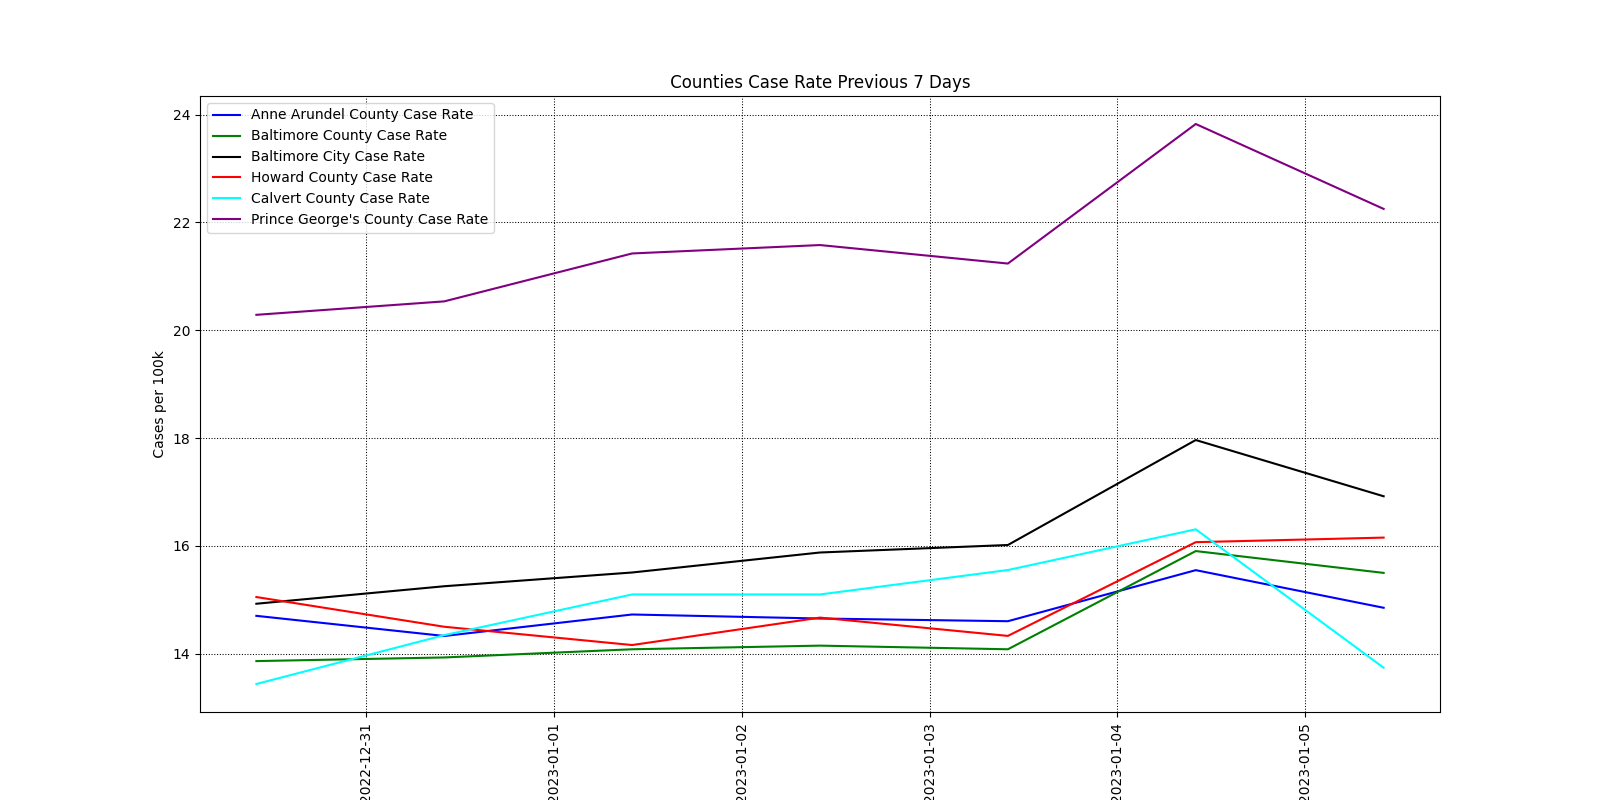 Counties Case Rate Previous 7 Days
24
22
20
18
16
14
Cases per 100k
Anne Arundel County Case Rate
Baltimore County Case Rate
Baltimore City Case Rate
Howard County Case Rate
Calvert County Case Rate
Prince George's County Case Rate
2022-12-31
2023-01-01
2023-01-02
2023-01-03
2023-01-04
2023-01-05